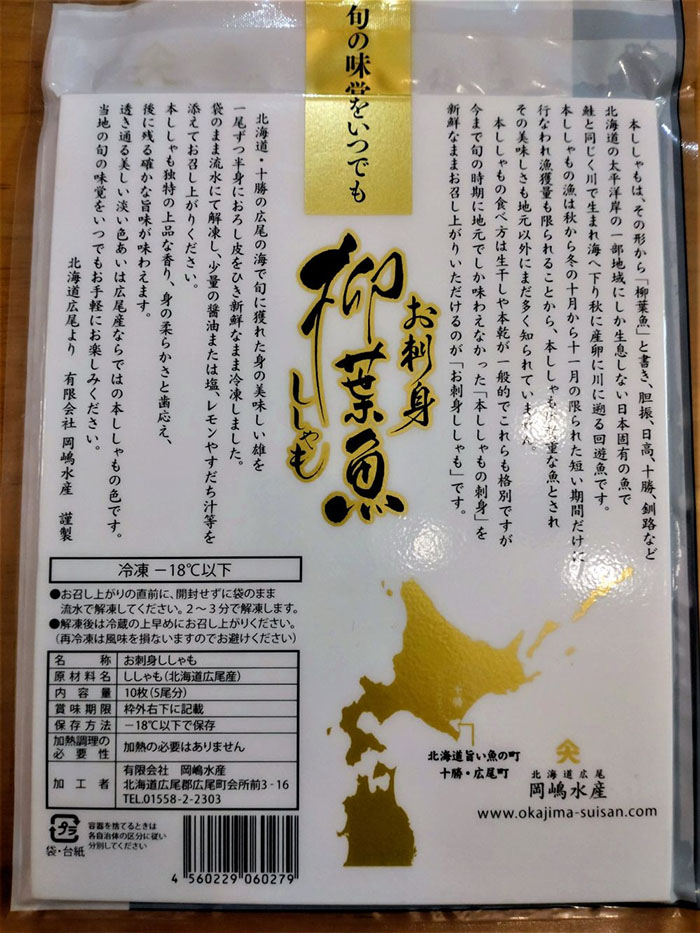 旬の味覚をいつでも
本ししゃもは、その形から「柳葉魚」と書き、胆振、日高、十勝、釧路など
北海道の太平洋岸の一部地域にしか生息しない日本固有の魚で
鮭と同じく川で生まれ海へ下り秋に産卵に川に遡る回遊魚です。
本ししゃもの漁は秋から冬の十月から十一月の限られた短い期間だけに
行なわれ漁獲量も限られることから、本ししゃもは貴重な魚とされ
その美味しさも地元以外にまだ多く知られていません。
本ししゃもの食べ方は生干しや本乾が一般的でこれらも格別ですが
今まで旬の時期に地元でしか味わえなかった「本ししゃもの刺身」を
新鮮なままお召し上がりいただけるのが「お刺身ししゃも」です。
お刺身
柳葉魚
ししゃも
北海道・十勝の広尾の海で旬に獲れた身の美味しい雄を
一尾ずつ半身におろし皮をひき新鮮なまま冷凍しました。
袋のまま流水にて解凍し、少量の醤油または塩、レモンやすだち汁等を
添えてお召し上がりください。
本ししゃも独特の上品な香り、身の柔らかさと歯応え、
後に残る確かな旨味が味わえます。
透き通る美しい淡い色あいは広尾産ならではの本ししゃもの色です。
当地の旬の味覚をいつでもお手軽にお楽しみください。
北海道広尾より 有限会社 岡嶋水産 謹製
冷凍 −18℃以下
●お召し上がりの直前に、開封せずに袋のまま
流水で解凍してください。2〜3分で解凍します。
●解凍後は冷蔵の上早めにお召し上がりください。
(再冷凍は風味を損ないますのでお避けください)
名称 お刺身ししゃも
原材料名 ししゃも(北海道広尾産)
内容量 10枚(5尾分)
賞味期限 枠外右下に記載
保存方法 −18℃以下で保存
加熱調理の必要性 加熱の必要はありません
加工者 有限会社 岡嶋水産
北海道広尾郡広尾町会所前3-16
TEL.01558-2-2303
プラ
袋・台紙
容器を捨てるときは
各自治体の区分に従い
分別してください
4 560229 060279
十勝
北海道旨い魚の町
十勝・広尾町
北海道広尾
岡嶋水産
www.okajima-suisan.com